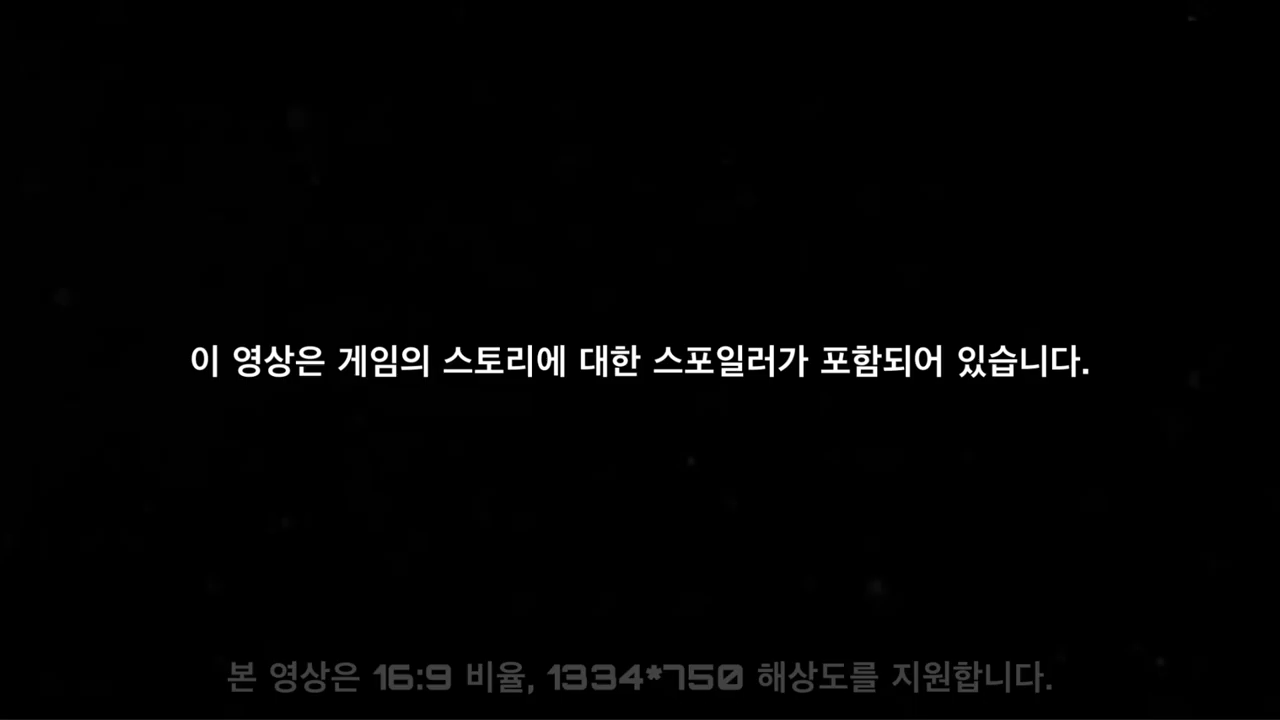 이 영상은 게임의 스토리에 대한 스포일러가 포함되어 있습니다.
본 영상은 16:9 비율, 1334*750 해상도를 지원합니다.